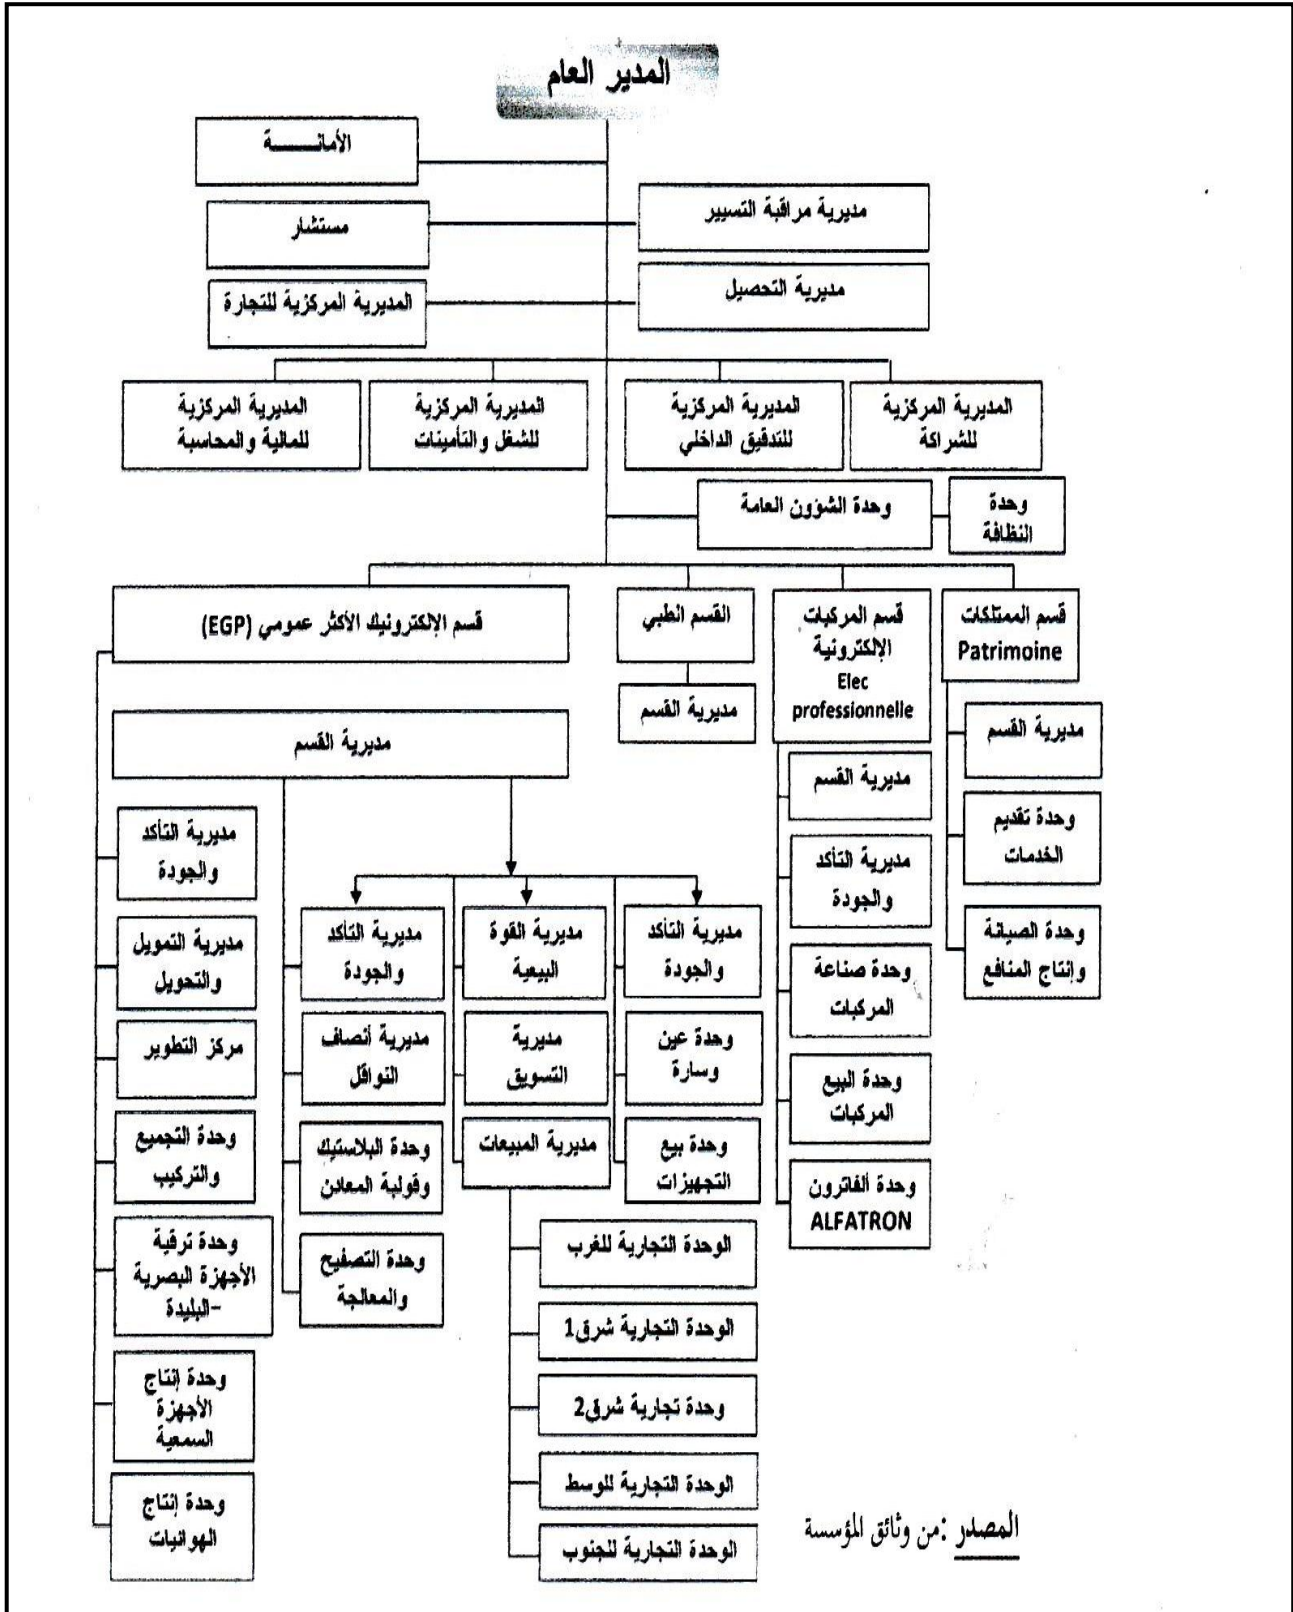 المدير العام
الأمانـــــــة
مديرية مراقبة التسيير
مستشار
مديرية التحصيل
المديرية المركزية للتجارة
المديرية المركزية
للشراكة
المديرية المركزية
للتدقيق الداخلي
المديرية المركزية
للشغل والتأمينات
المديرية المركزية
للمالية والمحاسبة
وحدة الشؤون العامة
وحدة
النظافة
قسم الممتلكات
Patrimoine
قسم المركبات
الإلكترونية
Elec
professionnelle
القسم الطبي
قسم الإلكترونيك الأكثر عمومي (EGP)
مديرية القسم
وحدة تقديم
الخدمات
وحدة الصيانة
وإنتاج المنافع
مديرية القسم
مديرية التأكد
والجودة
وحدة صناعة
المركبات
وحدة البيع
المركبات
وحدة ألفاترون
ALFATRON
مديرية القسم
مديرية القسم
مديرية التأكد
والجودة
وحدة عين
وسارة
وحدة بيع
التجهيزات
مديرية القوة
البيعية
مديرية
التسويق
مديرية المبيعات
الوحدة التجارية للغرب
الوحدة التجارية شرق1
وحدة تجارية شرق2
الوحدة التجارية للوسط
الوحدة التجارية للجنوب
مديرية التأكد
والجودة
مديرية أنصاف
النواقل
وحدة البلاستيك
وقولبة المعادن
وحدة التصفيح
والمعالجة
مديرية التأكد
والجودة
مديرية التمويل
والتحويل
مركز التطوير
وحدة التجميع
والتركيب
وحدة ترقية
الأجهزة البصرية
-البليدة
وحدة إنتاج
الأجهزة
السمعية
وحدة إنتاج
الهوائيات
المصدر :من وثائق المؤسسة